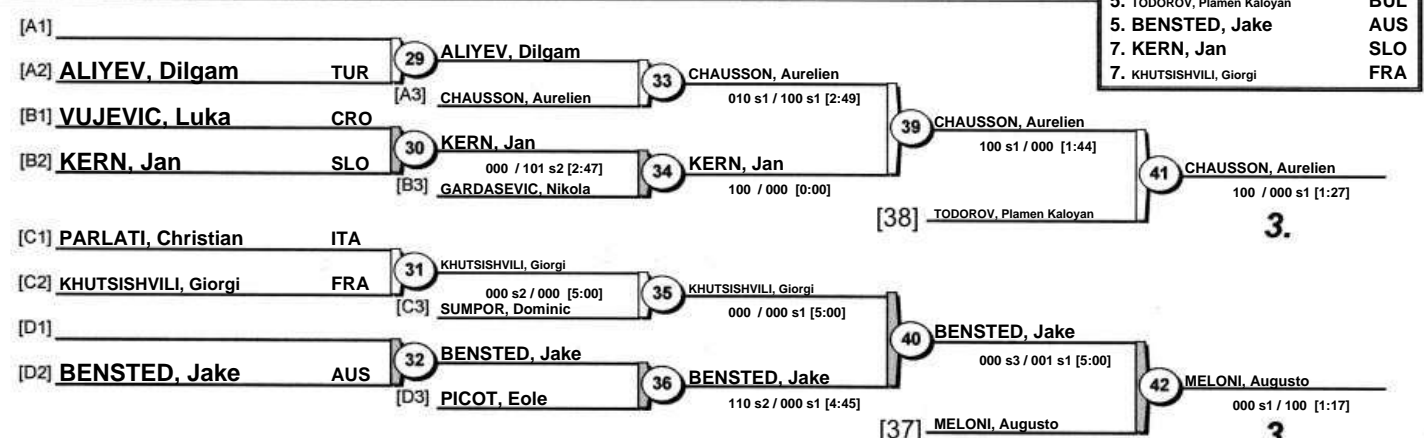 5. TODOROV, Plamen Kaloyan BUL
5. BENSTED, Jake AUS
7. KERN, Jan SLO
7. KHUTSISHVILI, Giorgi FRA
[A1]
[A2] ALIYEV, Dilgam TUR
29
ALIYEV, Dilgam
[A3] CHAUSSON, Aurelien
33
CHAUSSON, Aurelien
010 s1 / 100 s1 [2:49]
[B1] VUJEVIC, Luka CRO
[B2] KERN, Jan SLO
30
KERN, Jan
000 / 101 s2 [2:47]
[B3] GARDASEVIC, Nikola
34
KERN, Jan
100 / 000 [0:00]
39
CHAUSSON, Aurelien
100 s1 / 000 [1:44]
[38] TODOROV, Plamen Kaloyan
41
CHAUSSON, Aurelien
100 / 000 s1 [1:27]
3.
[C1] PARLATI, Christian ITA
[C2] KHUTSISHVILI, Giorgi FRA
31
KHUTSISHVILI, Giorgi
000 s2 / 000 [5:00]
[C3] SUMPOR, Dominic
35
KHUTSISHVILI, Giorgi
000 / 000 s1 [5:00]
[D1]
[D2] BENSTED, Jake AUS
32
BENSTED, Jake
[D3] PICOT, Eole
36
BENSTED, Jake
110 s2 / 000 s1 [4:45]
40
BENSTED, Jake
000 s3 / 001 s1 [5:00]
[37] MELONI, Augusto
42
MELONI, Augusto
000 s1 / 100 [1:17]
3